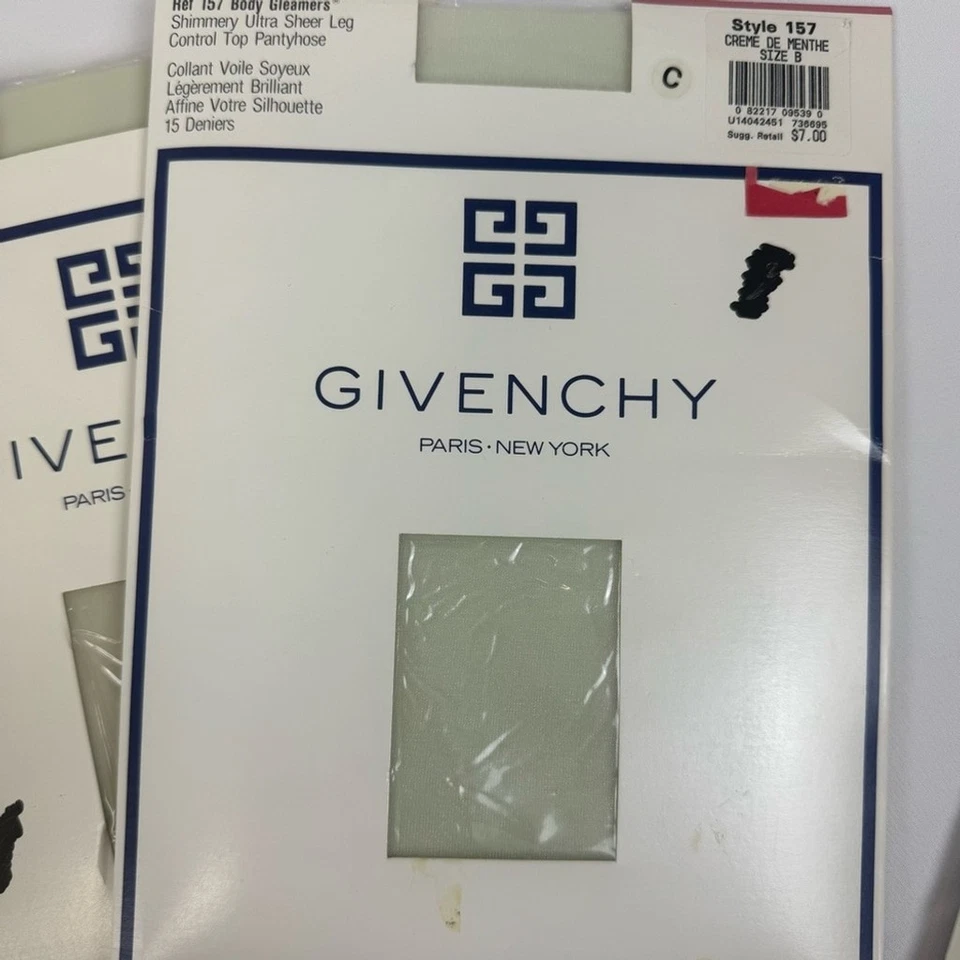 Ref 157 Body Gleamers
Shimmery Ultra Sheer Leg
Control Top Pantyhose
Collant Voile Soyeux
Légèrement Brilliant
Affine Votre Silhouette
15 Deniers
C
Style 157
CREME DE MENTHE
SIZE B
0 82217 09539 0
U14042451 736695
Sugg. Retail $7.00
GIVENCHY
PARIS·NEW YORK
IVE
PARIS